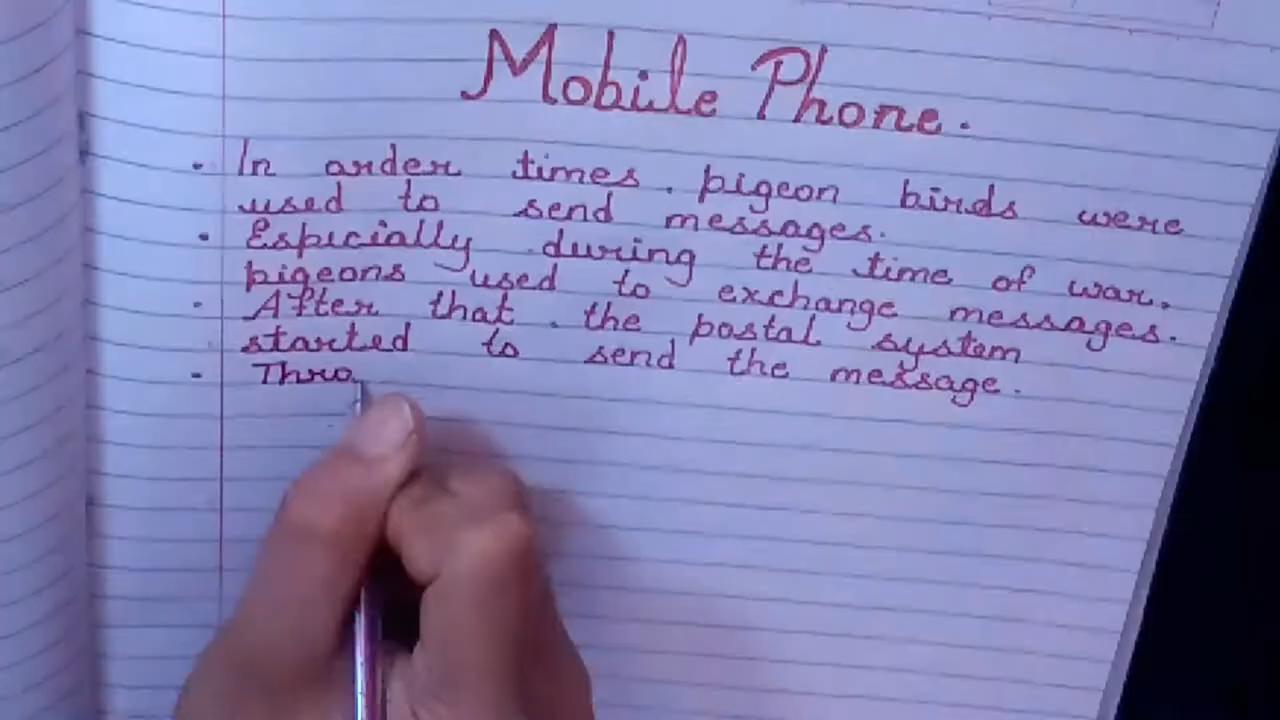 Mobile Phone.
• In order times, pigeon birds were
used to send messages.
• Especially during the time of war,
pigeons used to exchange messages.
• After that, the postal system
started to send the message.
• Thro